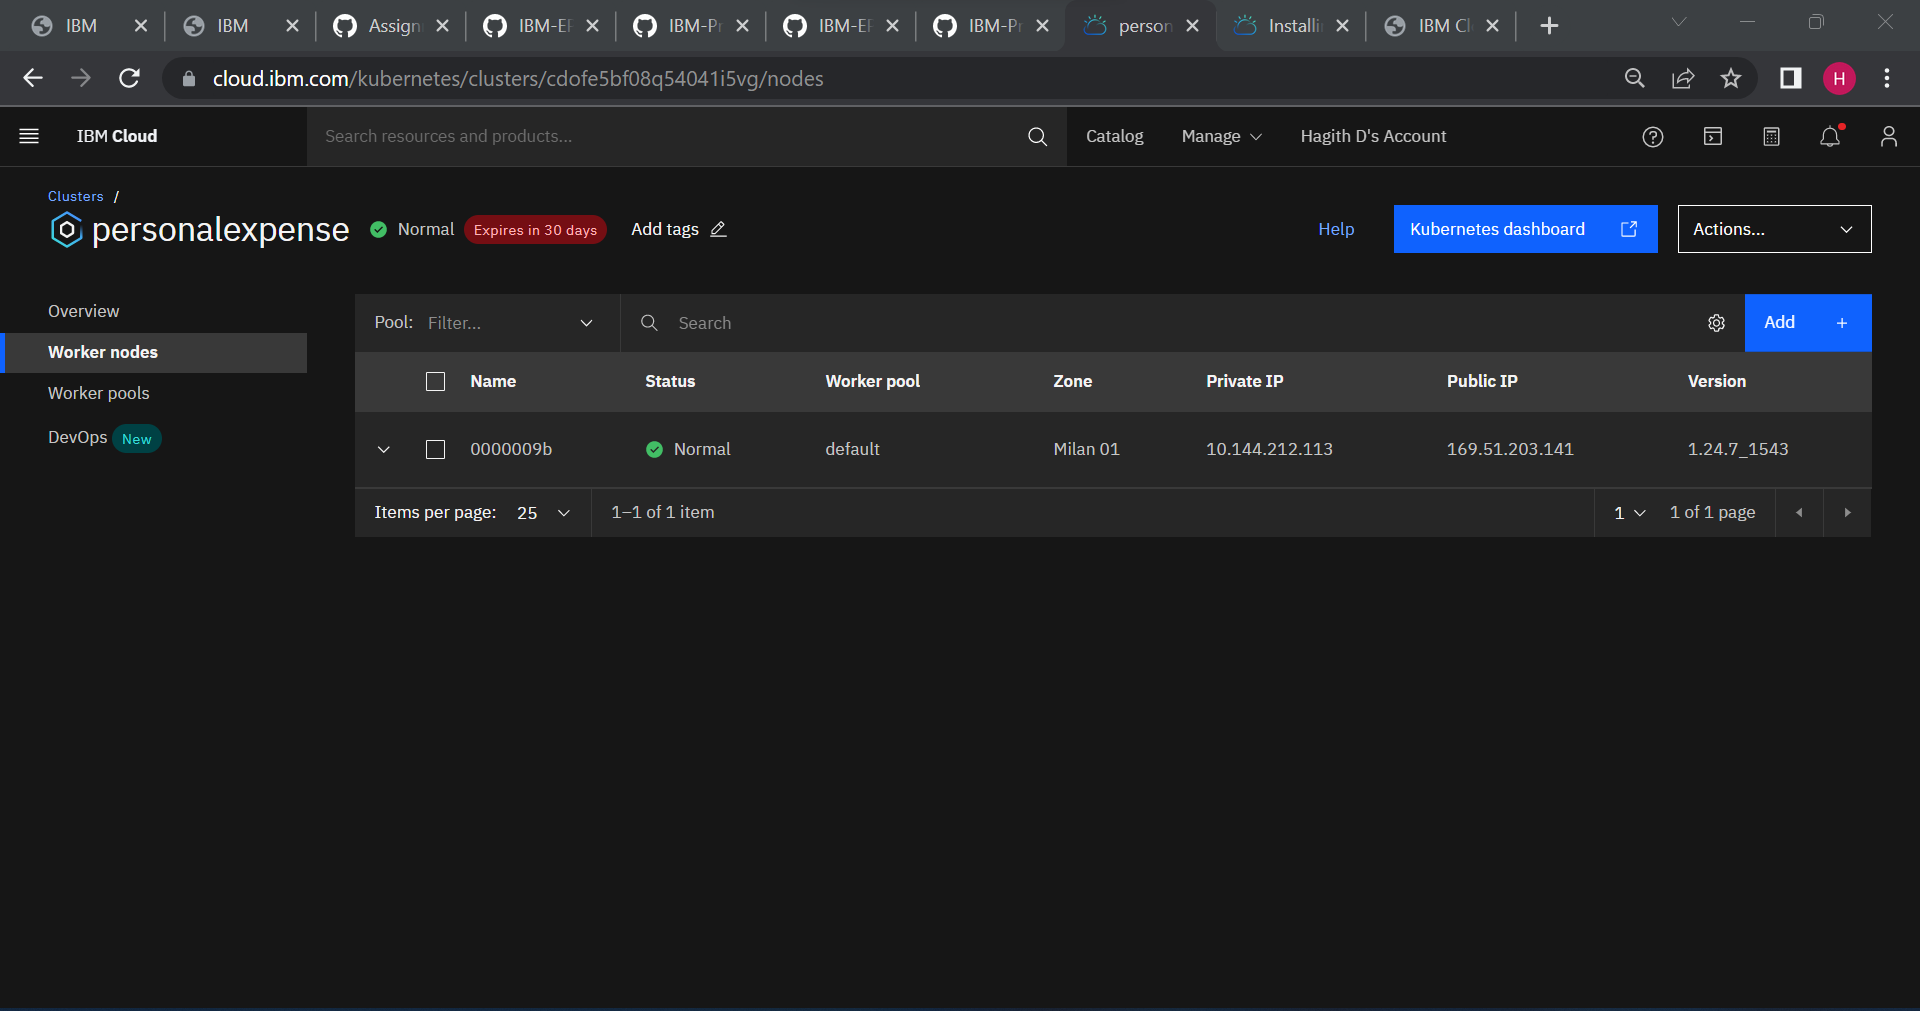 IBM
IBM
Assign
IBM-EP
IBM-Pr
IBM-EP
IBM-Pr
person
Installi
IBM Cl
cloud.ibm.com/kubernetes/clusters/cdofe5bf08q54041i5vg/nodes
H
IBM Cloud
Search resources and products...
Catalog
Manage
Hagith D's Account
Clusters /
personalexpense
Normal
Expires in 30 days
Add tags
Help
Kubernetes dashboard
Actions...
Overview
Worker nodes
Worker pools
DevOps New
Pool: Filter...
Search
Add +
Name Status Worker pool Zone Private IP Public IP Version
0000009b Normal default Milan 01 10.144.212.113 169.51.203.141 1.24.7_1543
Items per page: 25 1–1 of 1 item 1 1 of 1 page